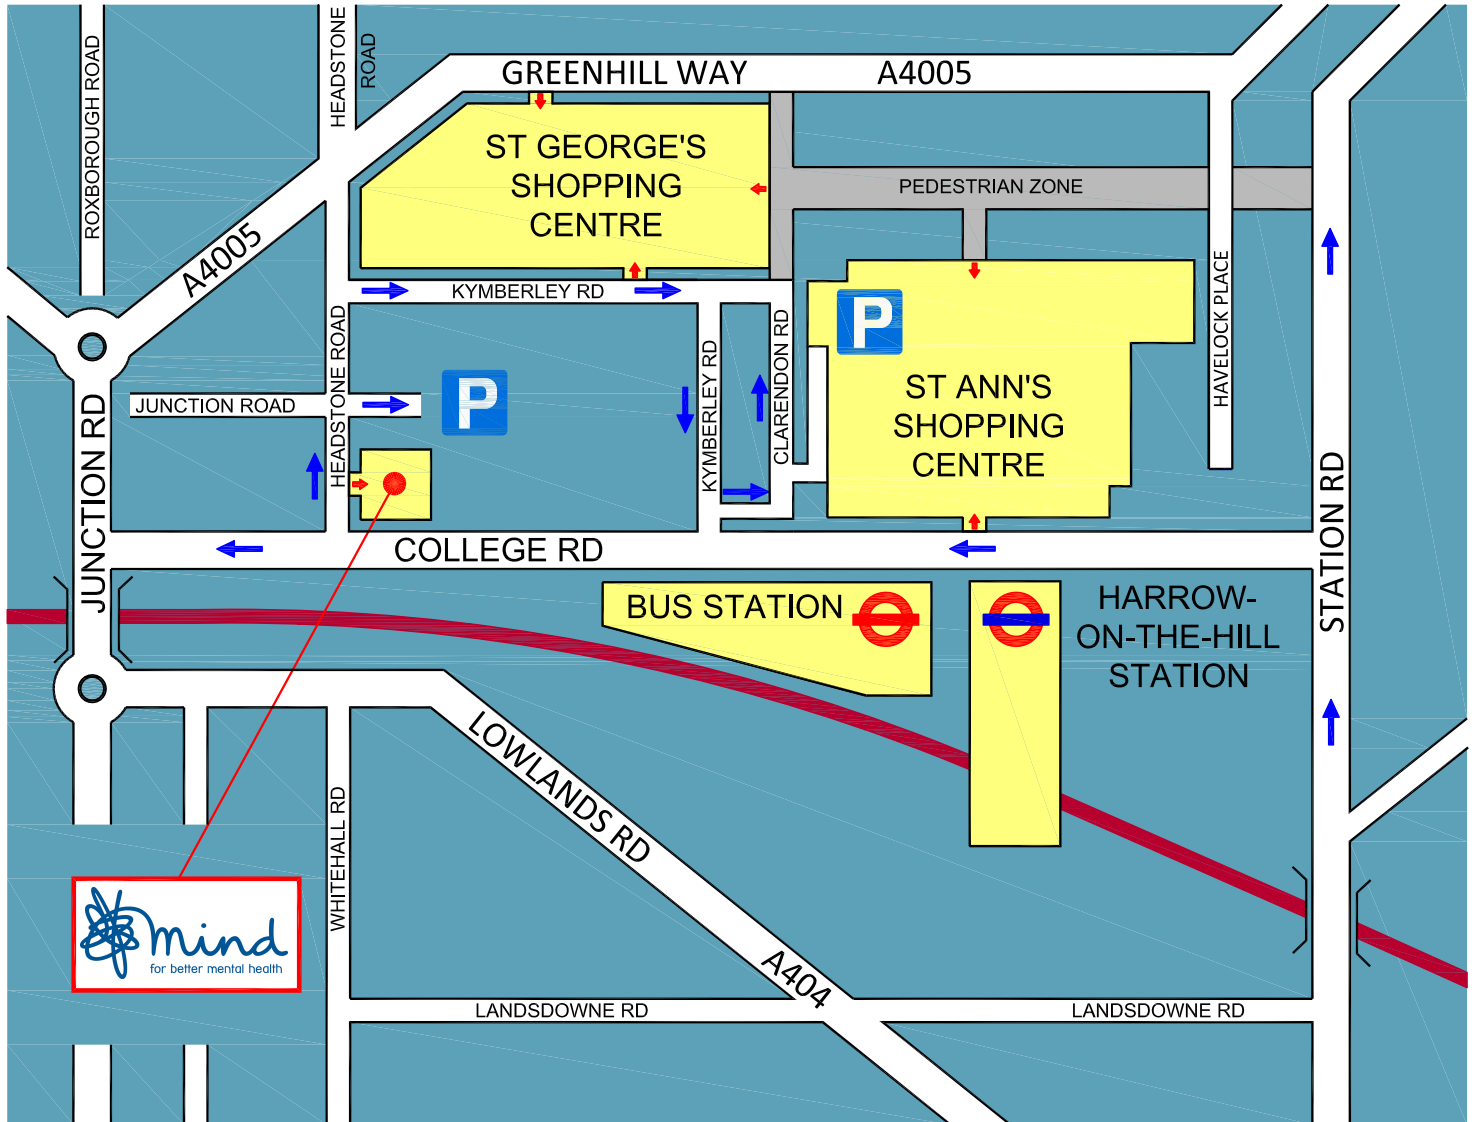 ROXBOROUGH ROAD
HEADSTONE
ROAD
GREENHILL WAY
A4005
ST GEORGE'S
SHOPPING
CENTRE
PEDESTRIAN ZONE
A4005
KYMBERLEY RD
HEADSTONE ROAD
CLARENDON RD
KYMBERLEY RD
HAVELOCK PLACE
P
P
JUNCTION ROAD
JUNCTION RD
ST ANN'S
SHOPPING
CENTRE
STATION RD
COLLEGE RD
BUS STATION
HARROW-
ON-THE-HILL
STATION
LOWLANDS RD
WHITEHALL RD
mind
for better mental health
A404
LANDSDOWNE RD
LANDSDOWNE RD